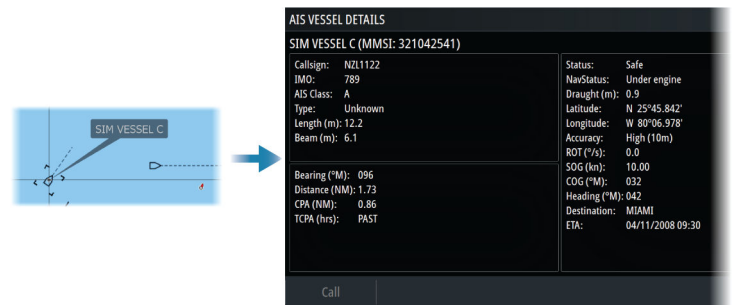 SIM VESSEL C
AIS VESSEL DETAILS
SIM VESSEL C (MMSI: 321042541)
Callsign: NZL1122
IMO: 789
AIS Class: A
Type: Unknown
Length (m): 12.2
Beam (m): 6.1
Bearing (°M): 096
Distance (NM): 1.73
CPA (NM): 0.86
TCPA (hrs): PAST
Status: Safe
NavStatus: Under engine
Draught (m): 0.9
Latitude: N 25°45.842'
Longitude: W 80°06.978'
Accuracy: High (10m)
ROT (°/s): 0.0
SOG (kn): 10.00
COG (°M): 032
Heading (°M): 042
Destination: MIAMI
ETA: 04/11/2008 09:30
Call